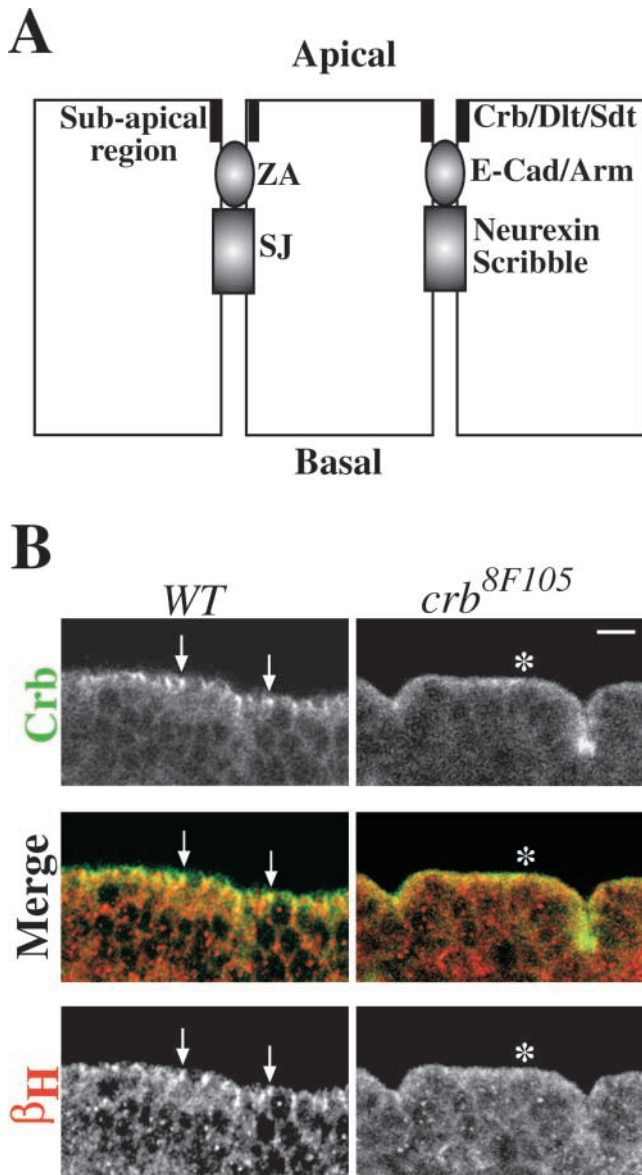 A
Apical
Sub-apical
region
Crb/Dlt/Sdt
ZA
E-Cad/Arm
SJ
Neurexin
Scribble
Basal
B
WT
crb8F105
*
Crb
*
Merge
*
βH